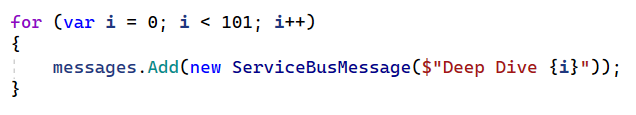 for (var i = 0; i < 101; i++)
{
    messages.Add(new ServiceBusMessage($"Deep Dive {i}"));
}